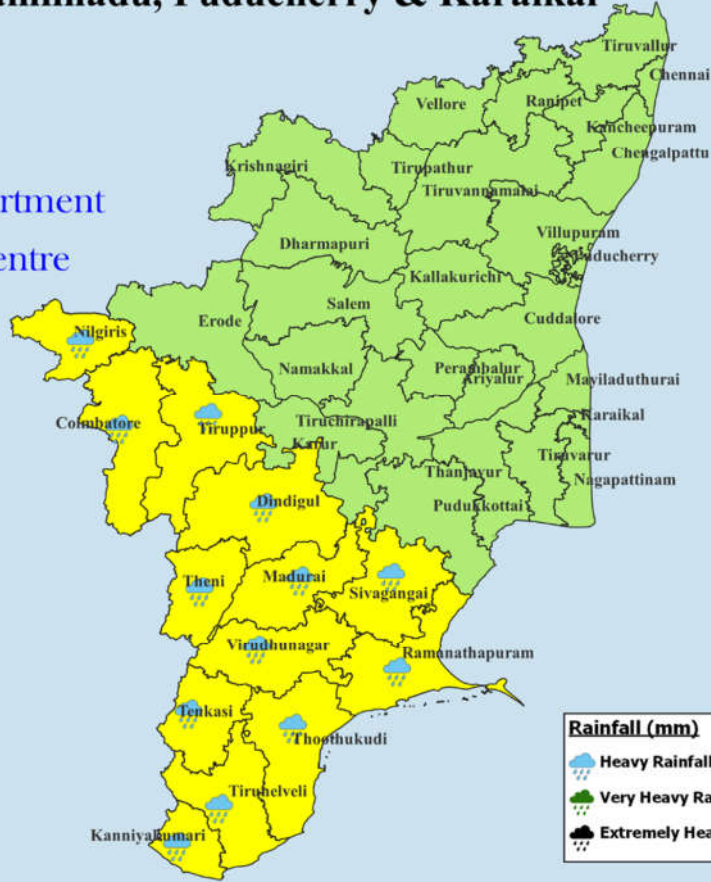 Puducherry & Karaikal
Tiruvallur
Chennai
Vellore
Ranipet
Kancheepuram
Chengalpattu
Krishnagiri
Tirupathur
Tiruvannamalai
Villupuram
Puducherry
Dharmapuri
Kallakurichi
Salem
Cuddalore
Erode
Nilgiris
Namakkal
Perambalur
Ariyalur
Mayiladuthurai
Coimbatore
Tiruppur
Tiruchirapalli
Karaikal
Karur
Tiruvarur
Thanjavur
Nagapattinam
Dindigul
Pudukkottai
Theni
Madurai
Sivagangai
Virudhunagar
Ramanathapuram
Tenkasi
Thoothukudi
Tirunelveli
Kanniyakumari
rtment
entre
Rainfall (mm)
Heavy Rainfall
Very Heavy Ra
Extremely Hea